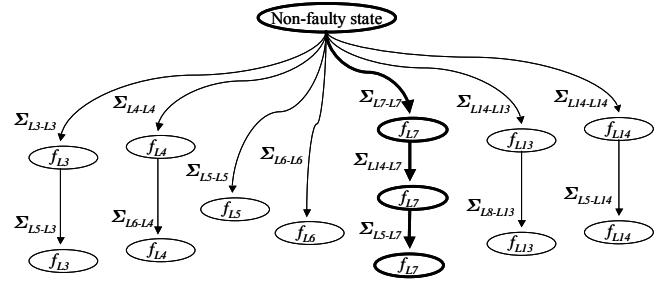 Non-faulty state
Σ_{L3-L3}
Σ_{L4-L4}
Σ_{L5-L5}
Σ_{L6-L6}
Σ_{L7-L7}
Σ_{L14-L13}
Σ_{L14-L14}
f_{L3}
f_{L4}
f_{L5}
f_{L6}
f_{L7}
f_{L13}
f_{L14}
Σ_{L5-L3}
Σ_{L6-L4}
Σ_{L14-L7}
Σ_{L8-L13}
Σ_{L5-L14}
f_{L3}
f_{L4}
f_{L7}
f_{L13}
f_{L14}
Σ_{L5-L7}
f_{L7}